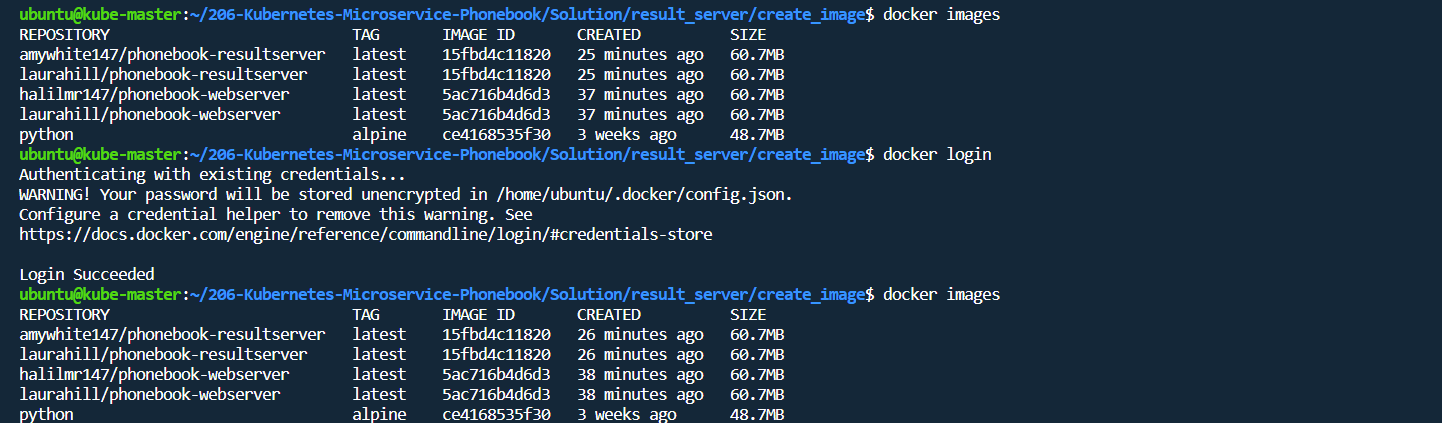 ubuntu@kube-master:~/206-Kubernetes-Microservice-Phonebook/Solution/result_server/create_image$ docker images
REPOSITORY TAG IMAGE ID CREATED SIZE
amywhite147/phonebook-resultserver latest 15fbd4c11820 25 minutes ago 60.7MB
laurahill/phonebook-resultserver latest 15fbd4c11820 25 minutes ago 60.7MB
halilmr147/phonebook-webserver latest 5ac716b4d6d3 37 minutes ago 60.7MB
laurahill/phonebook-webserver latest 5ac716b4d6d3 37 minutes ago 60.7MB
python alpine ce4168535f30 3 weeks ago 48.7MB
ubuntu@kube-master:~/206-Kubernetes-Microservice-Phonebook/Solution/result_server/create_image$ docker login
Authenticating with existing credentials...
WARNING! Your password will be stored unencrypted in /home/ubuntu/.docker/config.json.
Configure a credential helper to remove this warning. See
https://docs.docker.com/engine/reference/commandline/login/#credentials-store
Login Succeeded
ubuntu@kube-master:~/206-Kubernetes-Microservice-Phonebook/Solution/result_server/create_image$ docker images
REPOSITORY TAG IMAGE ID CREATED SIZE
amywhite147/phonebook-resultserver latest 15fbd4c11820 26 minutes ago 60.7MB
laurahill/phonebook-resultserver latest 15fbd4c11820 26 minutes ago 60.7MB
halilmr147/phonebook-webserver latest 5ac716b4d6d3 38 minutes ago 60.7MB
laurahill/phonebook-webserver latest 5ac716b4d6d3 38 minutes ago 60.7MB
python alpine ce4168535f30 3 weeks ago 48.7MB